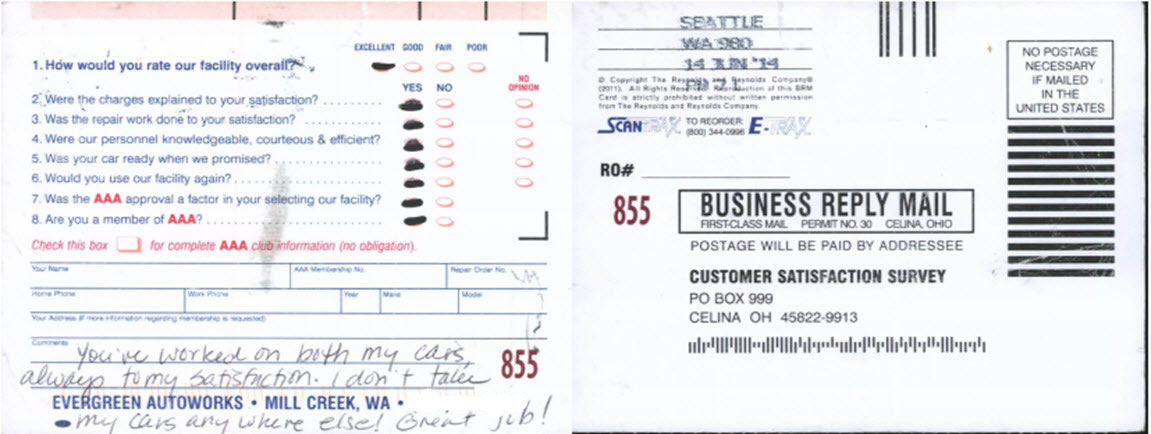 EXCELLENT GOOD FAIR POOR
1. How would you rate our facility overall?
YES NO NO OPINION
2. Were the charges explained to your satisfaction? . . . . . . . . . .
3. Was the repair work done to your satisfaction? . . . . . . . . . . . .
4. Were our personnel knowledgeable, courteous & efficient?
5. Was your car ready when we promised? . . . . . . . . . . . . . . . . .
6. Would you use our facility again? . . . . . . . . . . . . . . . . . . . . . . .
7. Was the AAA approval a factor in your selecting our facility?
8. Are you a member of AAA? . . . . . . . . . . . . . . . . . . . . . . . . . . . .
Check this box for complete AAA club information (no obligation).
Your Name AAA Membership No. Repair Order No.
Home Phone Work Phone Year Make Model
Your Address (if more information regarding membership is requested)
Comments
You've worked on both my cars,
always to my satisfaction. I don't take
855
EVERGREEN AUTOWORKS • MILL CREEK, WA •
my cars any where else! Great job!
SEATTLE
WA 980
14 JUN '14
© Copyright The Reynolds and Reynolds Company®
(2011). All Rights Reserved. Reproduction of this BRM
Card is strictly prohibited without written permission
from The Reynolds and Reynolds Company.
SCANTRAX TO REORDER: (800) 344-0996 E-TRAX
NO POSTAGE
NECESSARY
IF MAILED
IN THE
UNITED STATES
RO#
855
BUSINESS REPLY MAIL
FIRST-CLASS MAIL PERMIT NO. 30 CELINA, OHIO
POSTAGE WILL BE PAID BY ADDRESSEE
CUSTOMER SATISFACTION SURVEY
PO BOX 999
CELINA OH 45822-9913